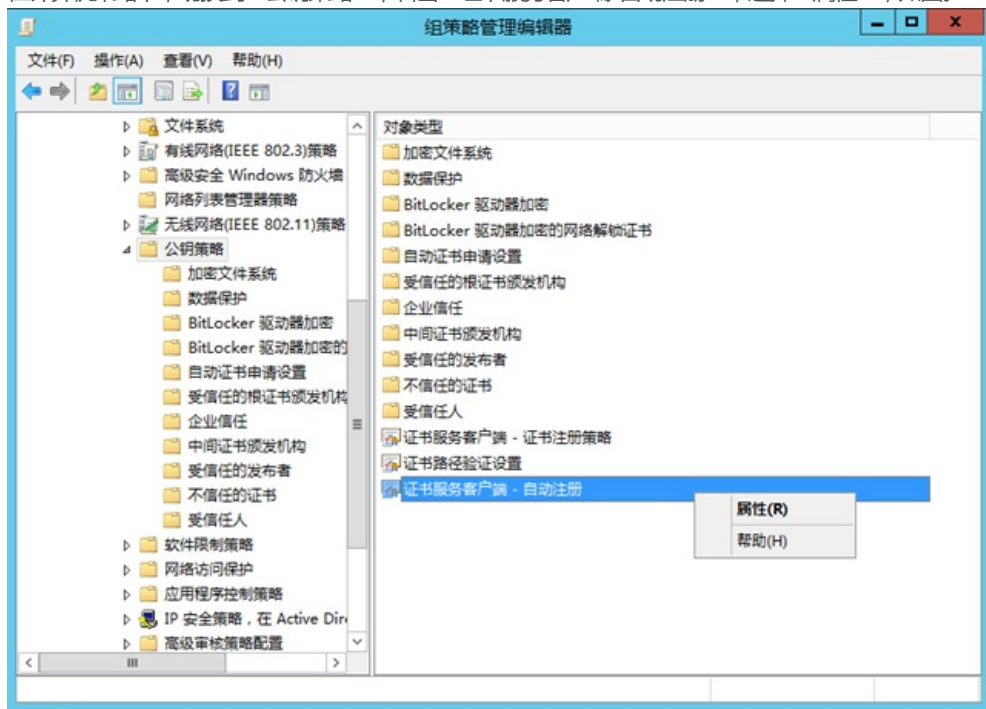 组策略管理编辑器
文件(F) 操作(A) 查看(V) 帮助(H)
文件系统
有线网络(IEEE 802.3)策略
高级安全 Windows 防火墙
网络列表管理器策略
无线网络(IEEE 802.11)策略
公钥策略
加密文件系统
数据保护
BitLocker 驱动器加密
BitLocker 驱动器加密的
自动证书申请设置
受信任的根证书颁发机构
企业信任
中间证书颁发机构
受信任的发布者
不信任的证书
受信任人
软件限制策略
网络访问保护
应用程序控制策略
IP 安全策略，在 Active Dire
高级审核策略配置
对象类型
加密文件系统
数据保护
BitLocker 驱动器加密
BitLocker 驱动器加密的网络解锁证书
自动证书申请设置
受信任的根证书颁发机构
企业信任
中间证书颁发机构
受信任的发布者
不信任的证书
受信任人
证书服务客户端 - 证书注册策略
证书路径验证设置
证书服务客户端 - 自动注册
属性(R)
帮助(H)